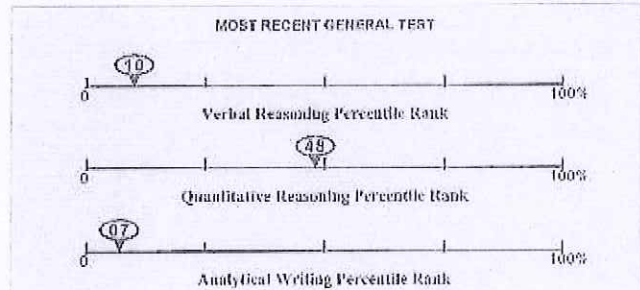 MOST RECENT GENERAL TEST
10
0 100%
Verbal Reasoning Percentile Rank
49
0 100%
Quantitative Reasoning Percentile Rank
07
0 100%
Analytical Writing Percentile Rank